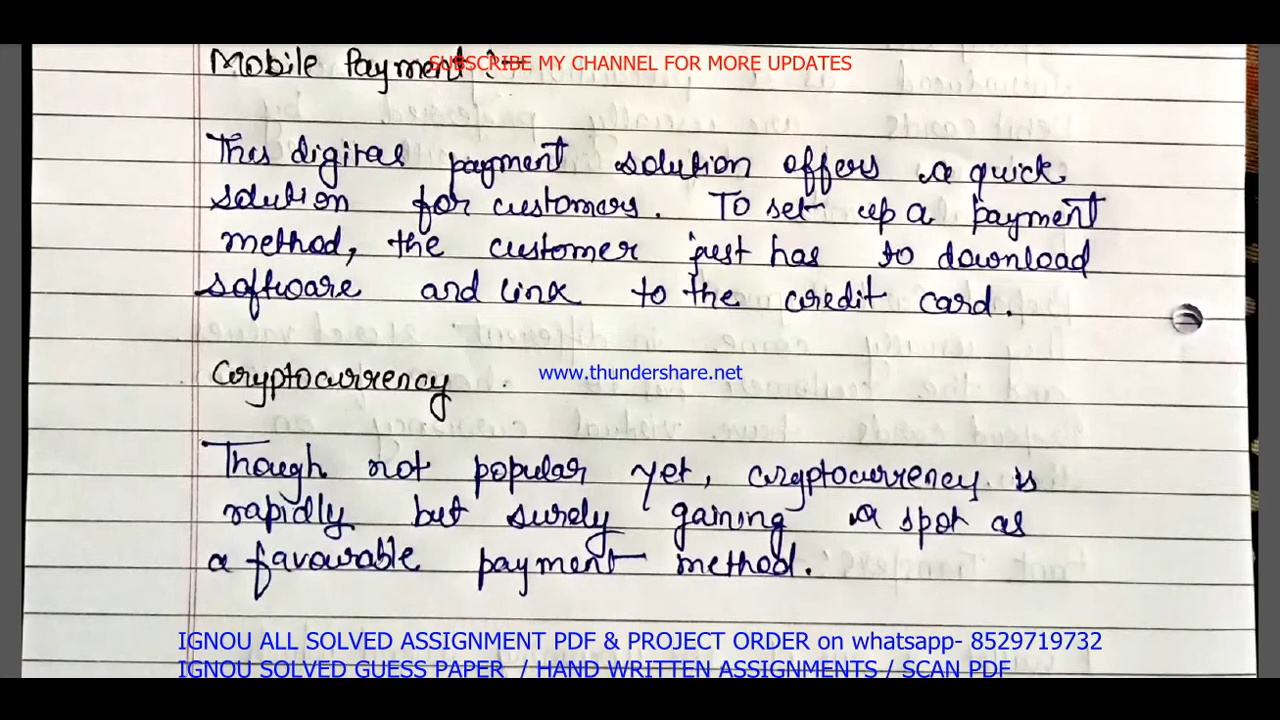 Mobile Payment :-
SUBSCRIBE MY CHANNEL FOR MORE UPDATES
This digital payment solution offers a quick
solution for customers. To set up a payment
method, the customer just has to download
software and link to the credit card.
Cryptocurrency
www.thundershare.net
Though not popular yet, cryptocurrency is
rapidly but surely gaining a spot as
a favourable payment method.
IGNOU ALL SOLVED ASSIGNMENT PDF & PROJECT ORDER on whatsapp- 8529719732
IGNOU SOLVED GUESS PAPER / HAND WRITTEN ASSIGNMENTS / SCAN PDF